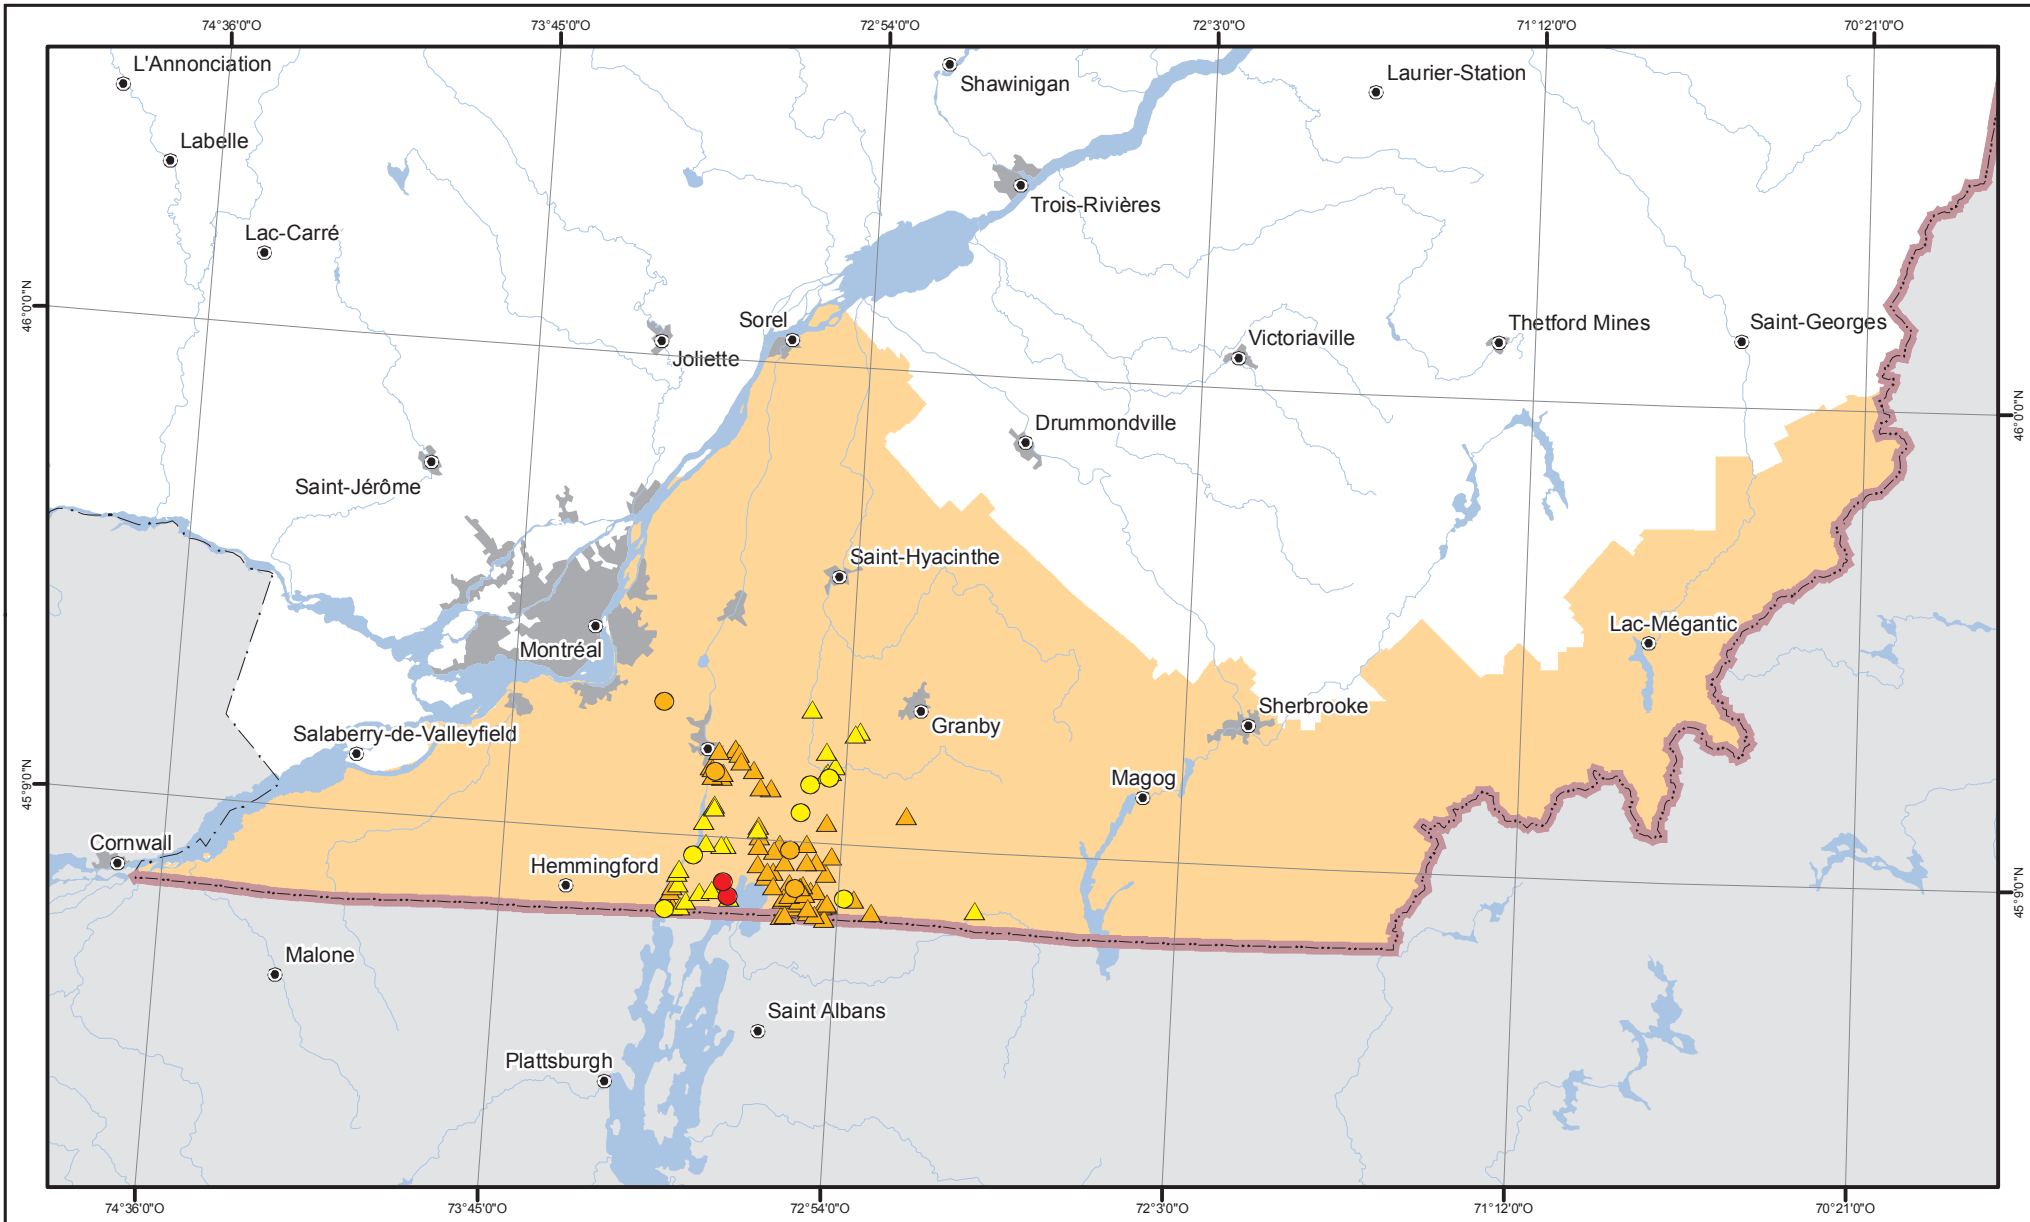 74°36'0"O
73°45'0"O
72°54'0"O
72°3'0"O
71°12'0"O
70°21'0"O
L'Annonciation
Shawinigan
Laurier-Station
Labelle
Trois-Rivières
Lac-Carré
46°0'0"N
Sorel
Joliette
Victoriaville
Thetford Mines
Saint-Georges
46°0'0"N
Drummondville
Saint-Jérôme
Saint-Hyacinthe
Montréal
Lac-Mégantic
Granby
Sherbrooke
Salaberry-de-Valleyfield
45°9'0"N
Magog
Cornwall
Hemmingford
45°9'0"N
Malone
Saint Albans
Plattsburgh
74°36'0"O
73°45'0"O
72°54'0"O
72°30'0"O
71°12'0"O
70°21'0"O